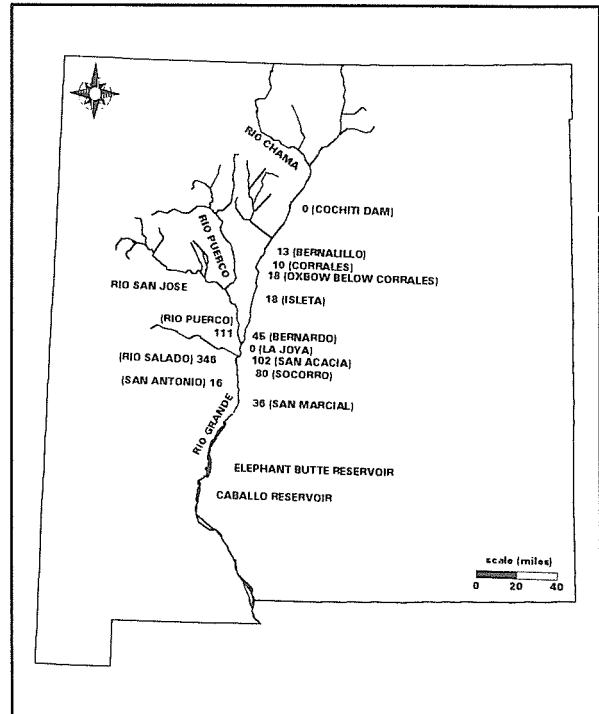 RIO CHAMA
0 (COCHITI DAM)
RIO PUERCO
13 (BERNALILLO)
10 (CORRALES)
18 (OXBOW BELOW CORRALES)
RIO SAN JOSE
18 (ISLETA)
(RIO PUERCO)
111
45 (BERNARDO)
0 (LA JOYA)
(RIO SALADO) 346
102 (SAN ACACIA)
80 (SOCORRO)
(SAN ANTONIO) 16
36 (SAN MARCIAL)
RIO GRANDE
ELEPHANT BUTTE RESERVOIR
CABALLO RESERVOIR
scale (miles)
0 20 40